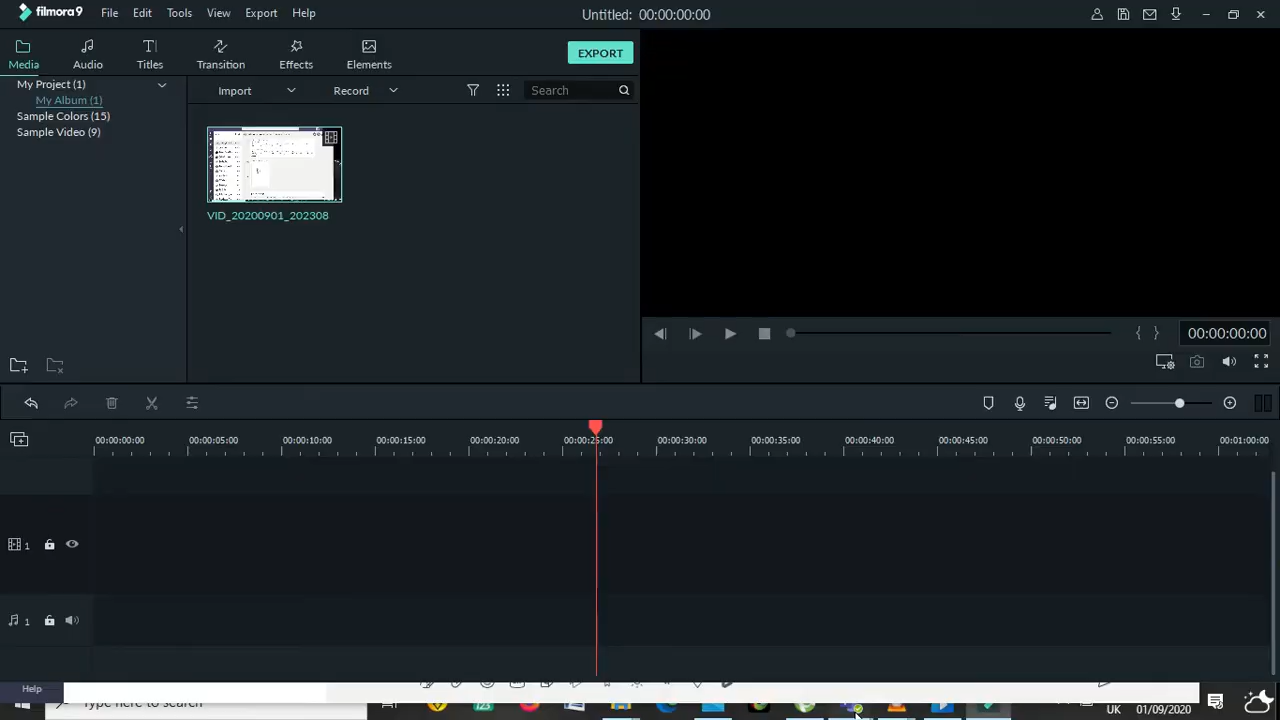 filmora9 File Edit Tools View Export Help Untitled: 00:00:00:00
Media Audio Titles Transition Effects Elements EXPORT
My Project (1) Import Record Search
My Album (1)
Sample Colors (15)
Sample Video (9)
VID_20200901_202308
00:00:00:00
00:00:00:00 00:00:05:00 00:00:10:00 00:00:15:00 00:00:20:00 00:00:25:00 00:00:30:00 00:00:35:00 00:00:40:00 00:00:45:00 00:00:50:00 00:00:55:00 00:01:00:00
1
1
Help
Type here to search
123
UK 01/09/2020